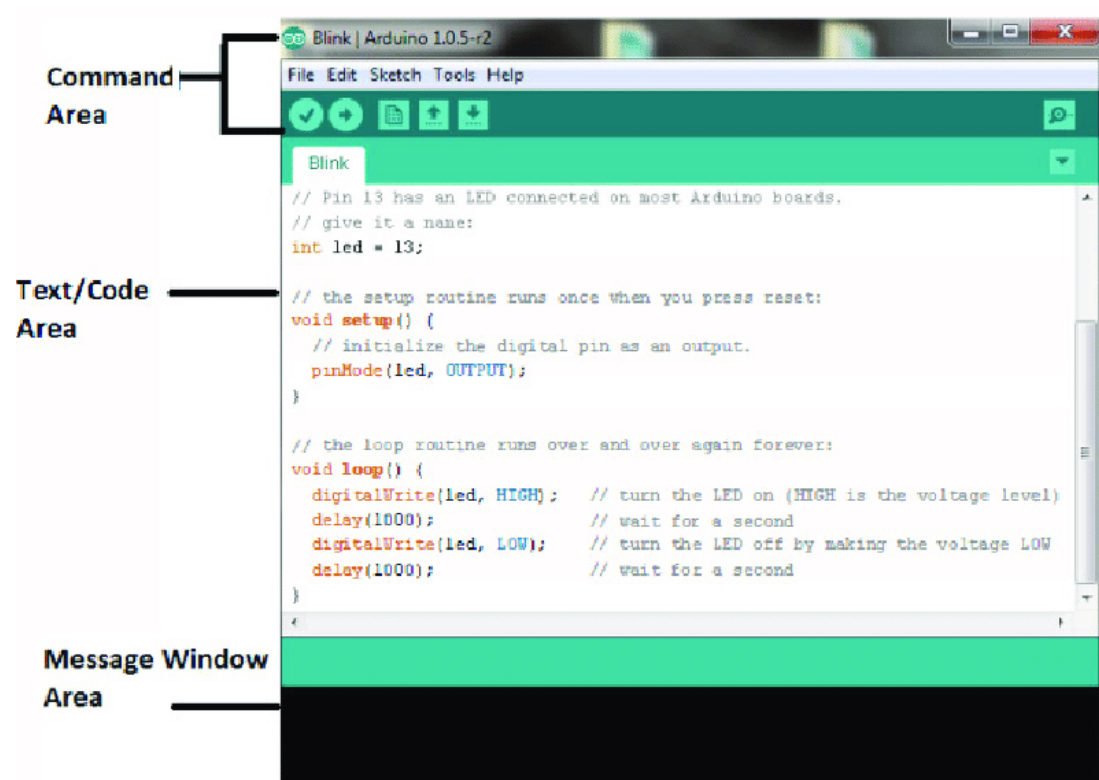 Blink | Arduino 1.0.5-r2
Command
Area
File Edit Sketch Tools Help
Blink
// Pin 13 has an LED connected on most Arduino boards.
// give it a name:
int led = 13;
Text/Code
Area
// the setup routine runs once when you press reset:
void setup() {
// initialize the digital pin as an output.
pinMode(led, OUTPUT);
}
// the loop routine runs over and over again forever:
void loop() {
digitalWrite(led, HIGH); // turn the LED on (HIGH is the voltage level)
delay(1000); // wait for a second
digitalWrite(led, LOW); // turn the LED off by making the voltage LOW
delay(1000); // wait for a second
}
Message Window
Area